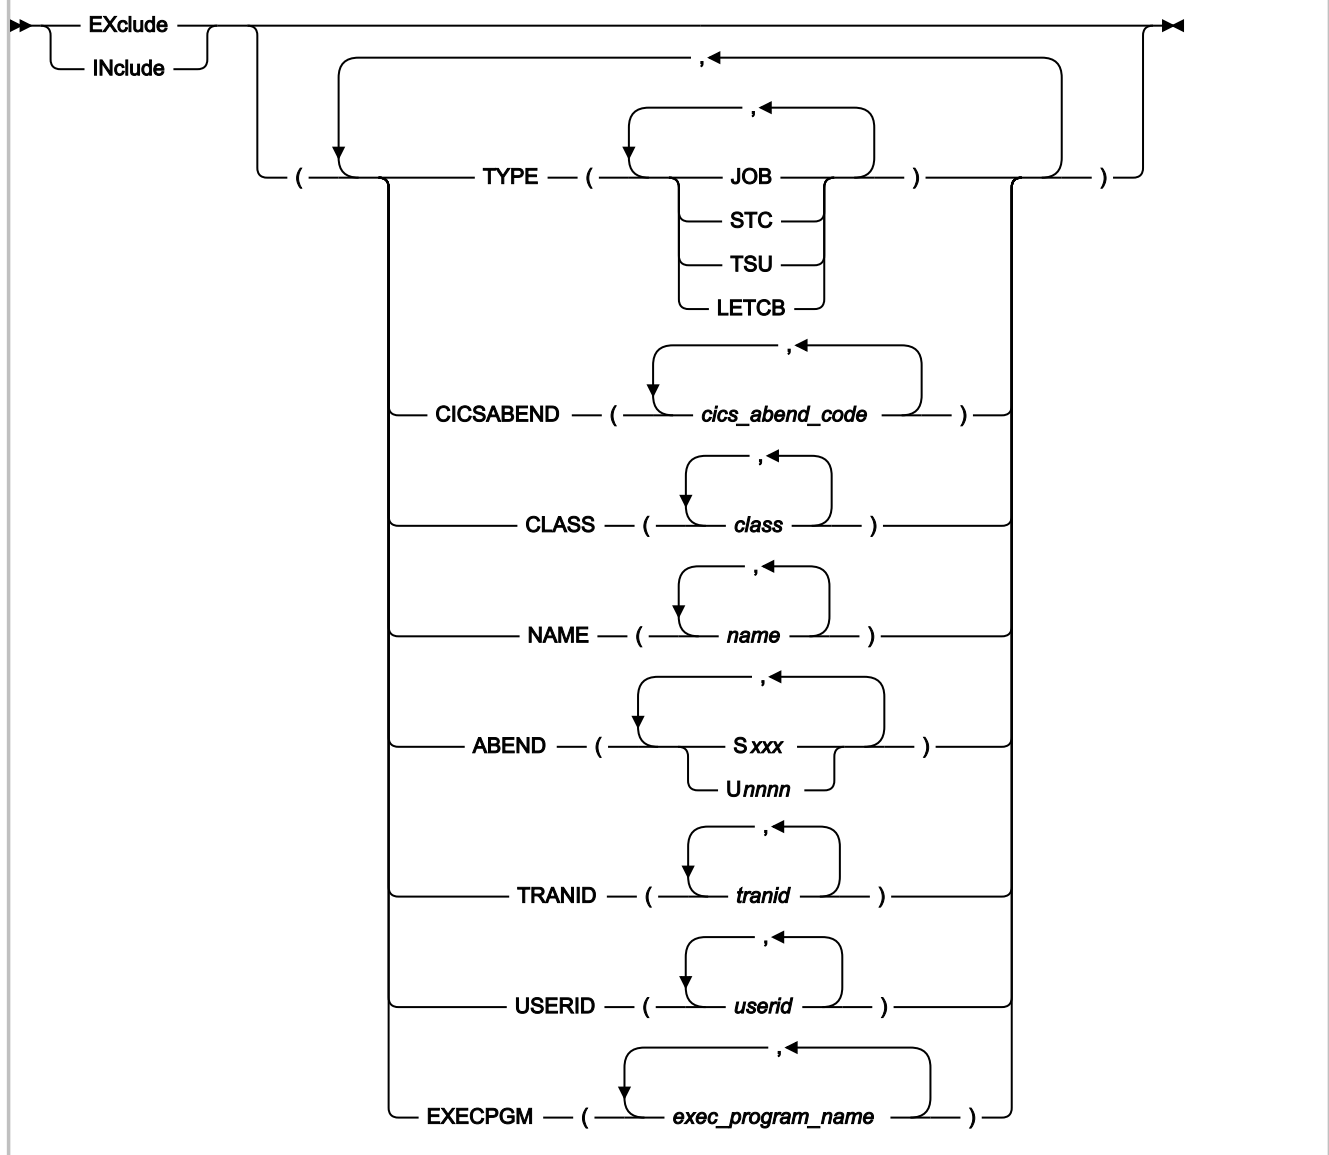 EXclude
INclude
,
,
( TYPE ( JOB ) )
STC
TSU
LETCB
,
CICSABEND ( cics_abend_code )
,
CLASS ( class )
,
NAME ( name )
,
ABEND ( Sxxx )
Unnnn
,
TRANID ( tranid )
,
USERID ( userid )
,
EXECPGM ( exec_program_name )